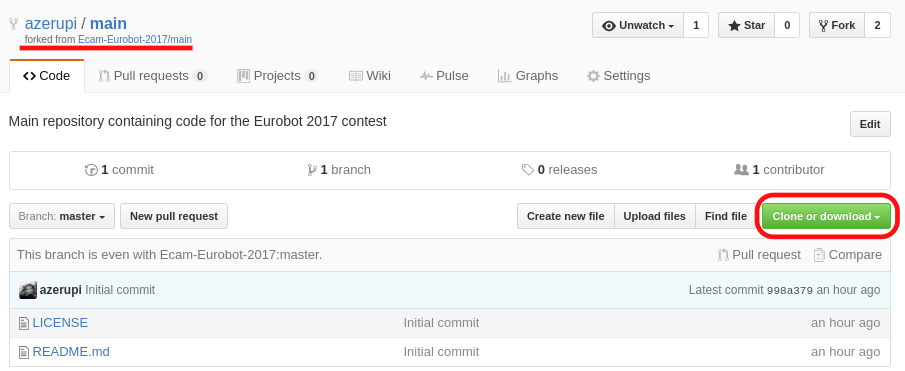 azerupi / main
forked from Ecam-Eurobot-2017/main
Unwatch 1 Star 0 Fork 2
Code Pull requests 0 Projects 0 Wiki Pulse Graphs Settings
Main repository containing code for the Eurobot 2017 contest Edit
1 commit 1 branch 0 releases 1 contributor
Branch: master New pull request Create new file Upload files Find file Clone or download
This branch is even with Ecam-Eurobot-2017:master. Pull request Compare
azerupi Initial commit Latest commit 998a379 an hour ago
LICENSE Initial commit an hour ago
README.md Initial commit an hour ago